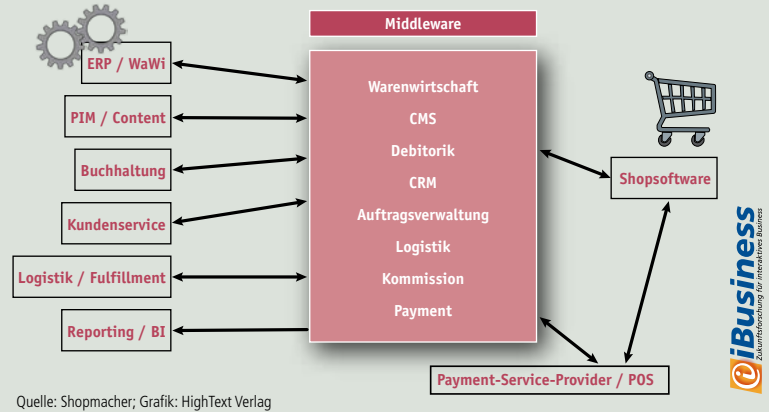 Middleware
ERP / WaWi
PIM / Content
Buchhaltung
Kundenservice
Logistik / Fulfillment
Reporting / BI
Warenwirtschaft
CMS
Debitorik
CRM
Auftragsverwaltung
Logistik
Kommission
Payment
Shopsoftware
Payment-Service-Provider / POS
iBusiness
Zukunftsforschung für interaktives Business
Quelle: Shopmacher; Grafik: HighText Verlag